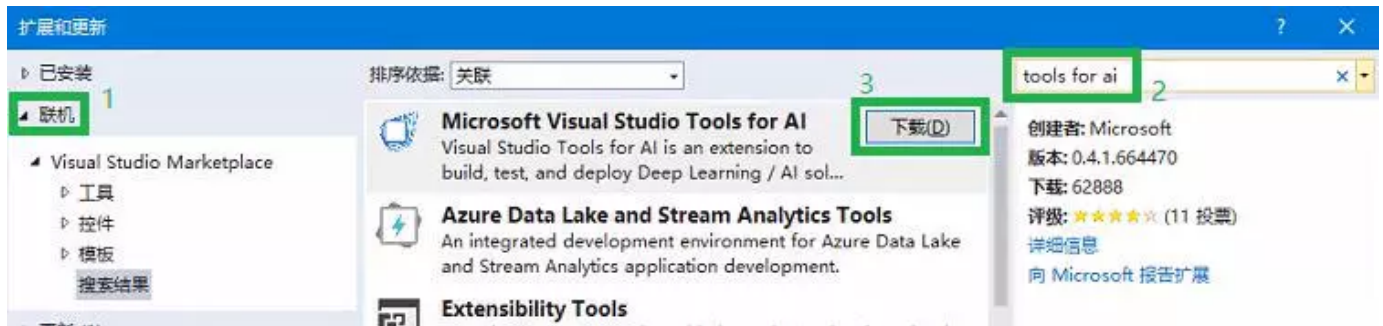 扩展和更新
? ×
已安装
联机
1
Visual Studio Marketplace
工具
控件
模板
搜索结果
排序依据: 关联
3
Microsoft Visual Studio Tools for AI
下载(D)
Visual Studio Tools for AI is an extension to
build, test, and deploy Deep Learning / AI sol...
Azure Data Lake and Stream Analytics Tools
An integrated development environment for Azure Data Lake
and Stream Analytics application development.
Extensibility Tools
tools for ai
2
创建者: Microsoft
版本: 0.4.1.664470
下载: 62888
评级: ★★★★☆ (11 投票)
详细信息
向 Microsoft 报告扩展